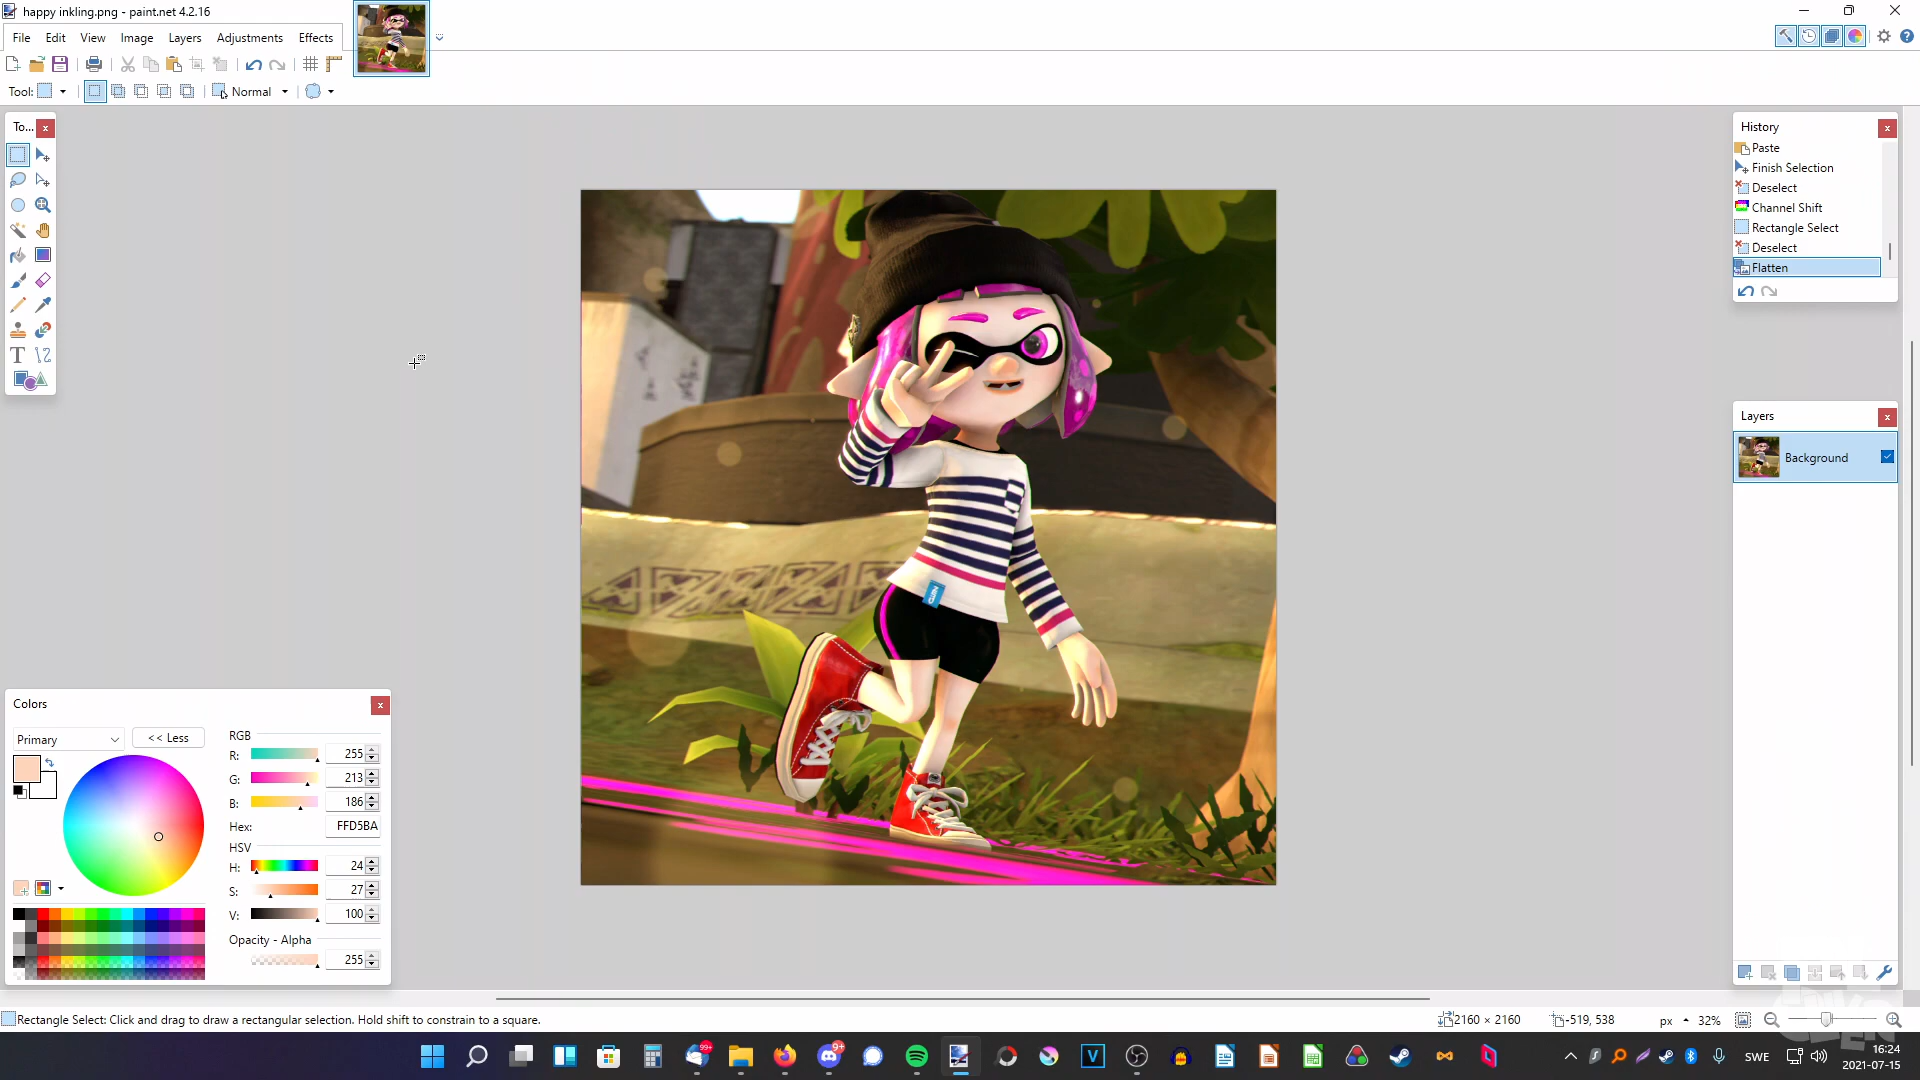 happy inkling.png - paint.net 4.2.16
File Edit View Image Layers Adjustments Effects
Tool: Normal
To...
History
Paste
Finish Selection
Deselect
Channel Shift
Rectangle Select
Deselect
Flatten
Layers
Background
Colors
Primary << Less
RGB
R: 255
G: 213
B: 186
Hex: FFD5BA
HSV
H: 24
S: 27
V: 100
Opacity - Alpha
255
Rectangle Select: Click and drag to draw a rectangular selection. Hold shift to constrain to a square.
2160 × 2160 -519, 538 px 32%
99+ 9+ V SWE 16:24
2021-07-15